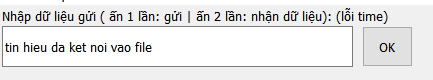 Nhập dữ liệu gửi ( ấn 1 lần: gửi | ấn 2 lần: nhận dữ liệu): (lỗi time)
tin hieu da ket noi vao file
OK